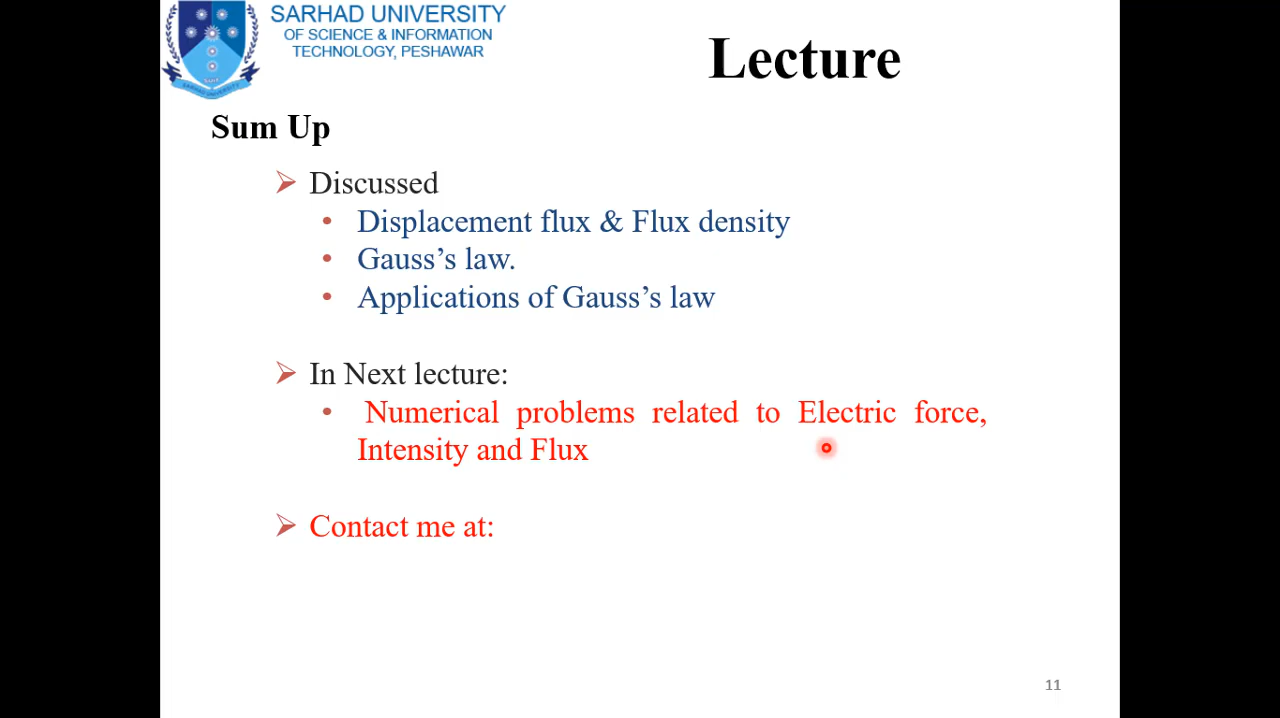 SARHAD UNIVERSITY
OF SCIENCE & INFORMATION
TECHNOLOGY, PESHAWAR
Lecture
Sum Up
Discussed
Displacement flux & Flux density
Gauss’s law.
Applications of Gauss’s law
In Next lecture:
Numerical problems related to Electric force,
Intensity and Flux
Contact me at:
11